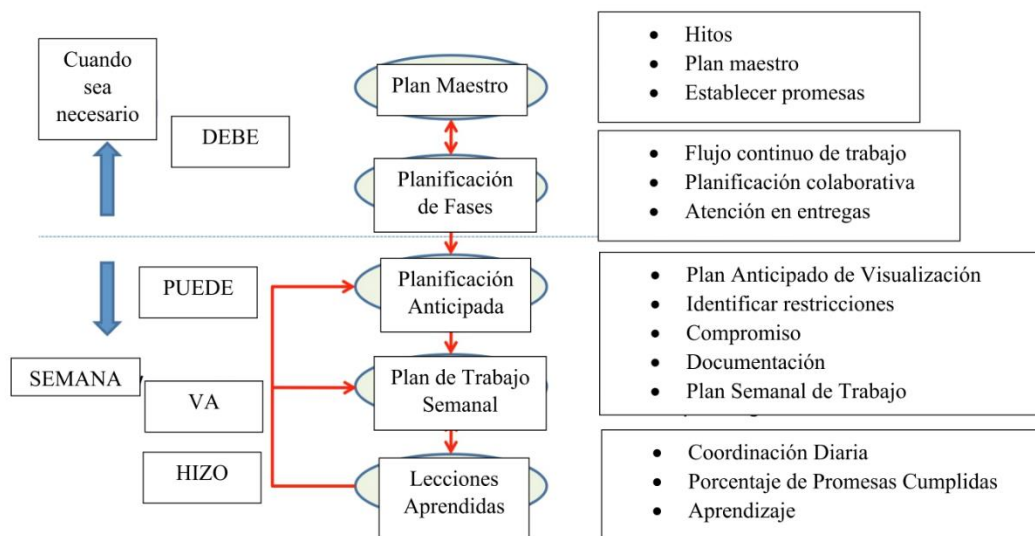 Cuando
sea
necesario
DEBE
PUEDE
SEMANA
VA
HIZO
Plan Maestro
Planificación
de Fases
Planificación
Anticipada
Plan de Trabajo
Semanal
Lecciones
Aprendidas
• Hitos
• Plan maestro
• Establecer promesas
• Flujo continuo de trabajo
• Planificación colaborativa
• Atención en entregas
• Plan Anticipado de Visualización
• Identificar restricciones
• Compromiso
• Documentación
• Plan Semanal de Trabajo
• Coordinación Diaria
• Porcentaje de Promesas Cumplidas
• Aprendizaje